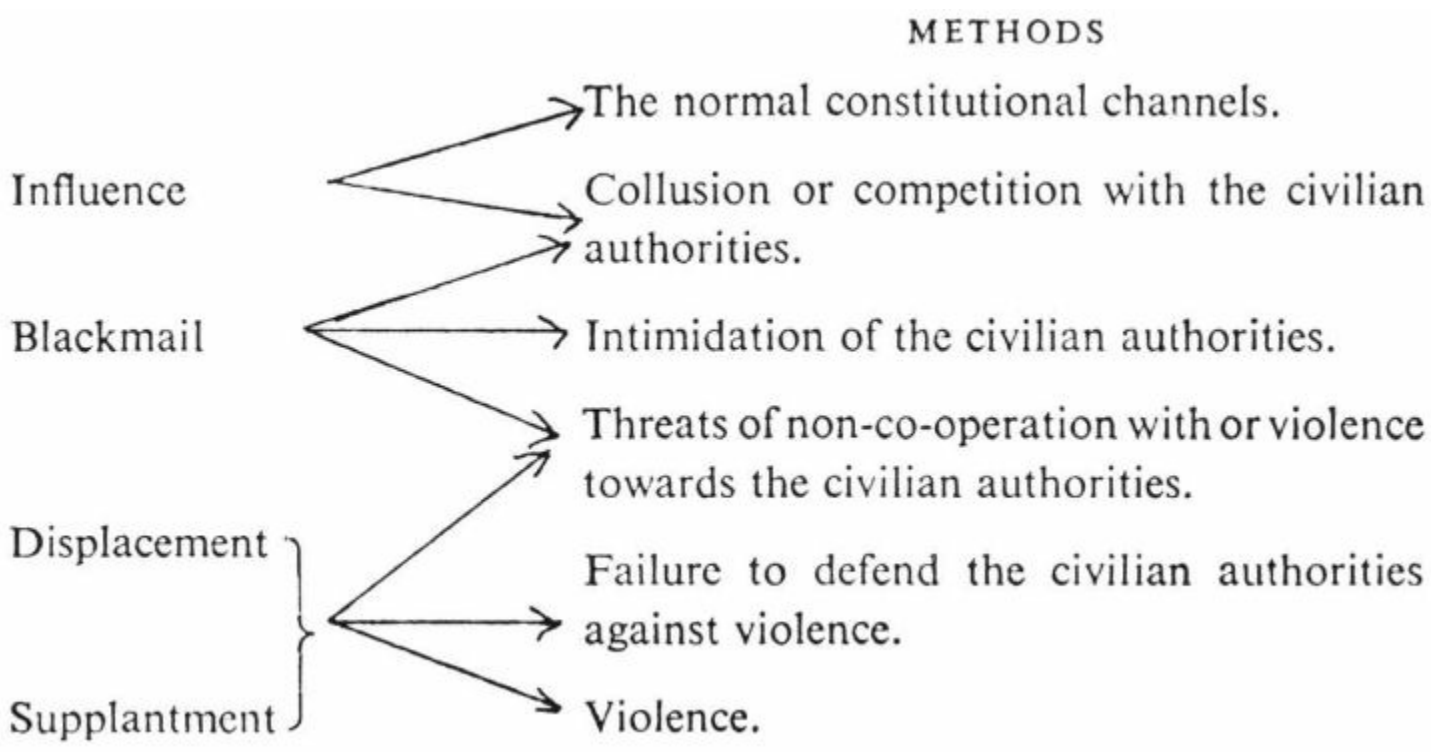 METHODS
The normal constitutional channels.
Influence
Collusion or competition with the civilian
authorities.
Blackmail
Intimidation of the civilian authorities.
Threats of non-co-operation with or violence
towards the civilian authorities.
Displacement
Failure to defend the civilian authorities
against violence.
Supplantment
Violence.